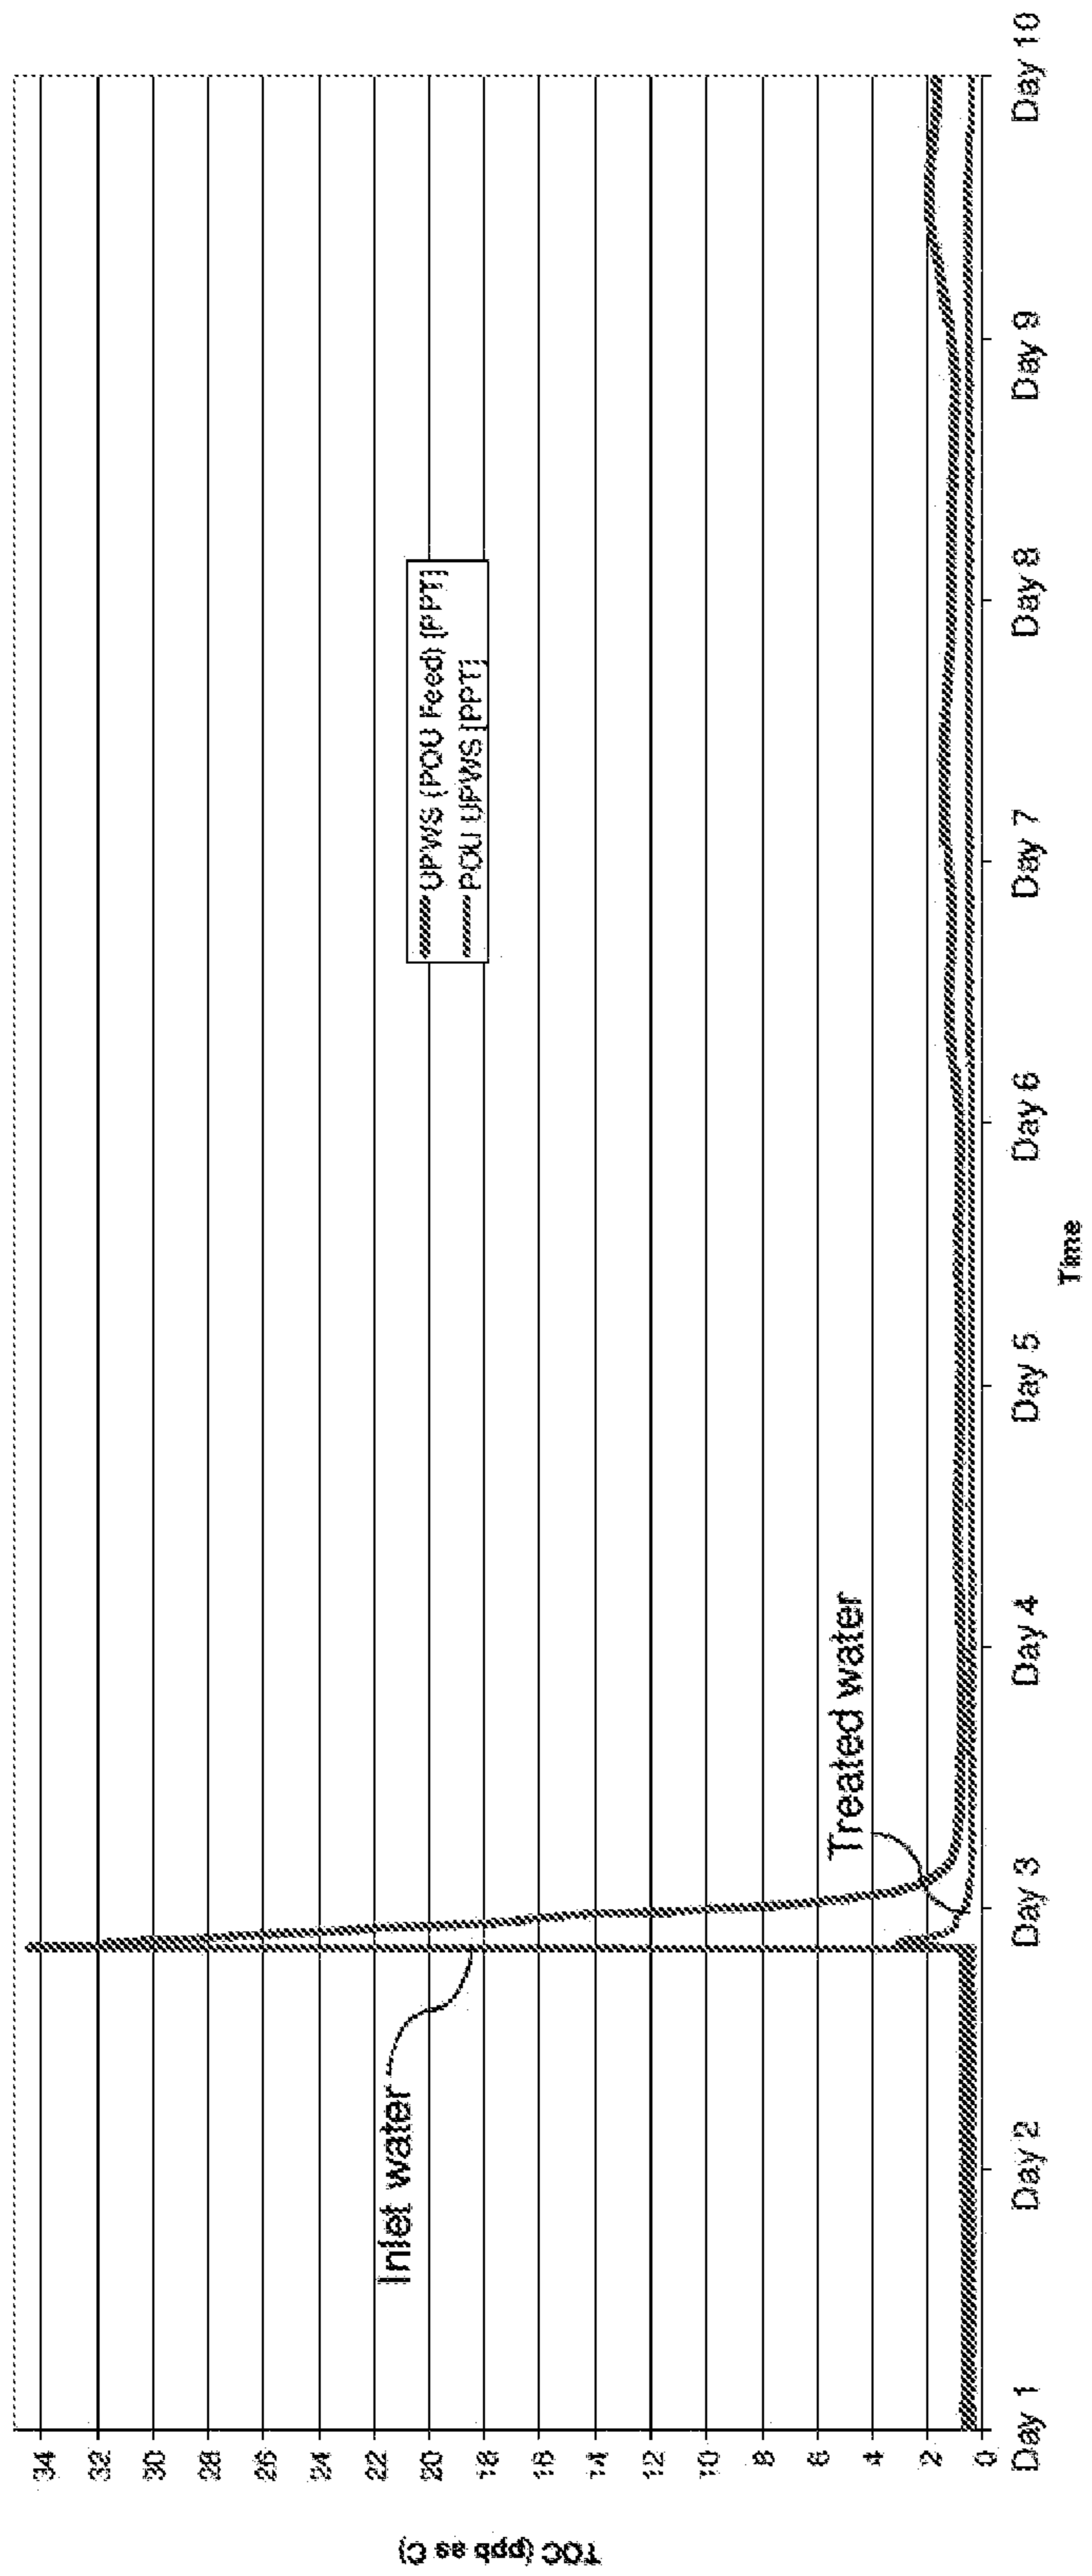 TOC (ppb as C)
34
32
30
28
26
24
22
20
18
16
14
12
10
8
6
4
2
0
Inlet water
Treated water
UPWS (POU Feed) [PPT]
POU UPWS [PPT]
Day 1
Day 2
Day 3
Day 4
Day 5
Day 6
Day 7
Day 8
Day 9
Day 10
Time